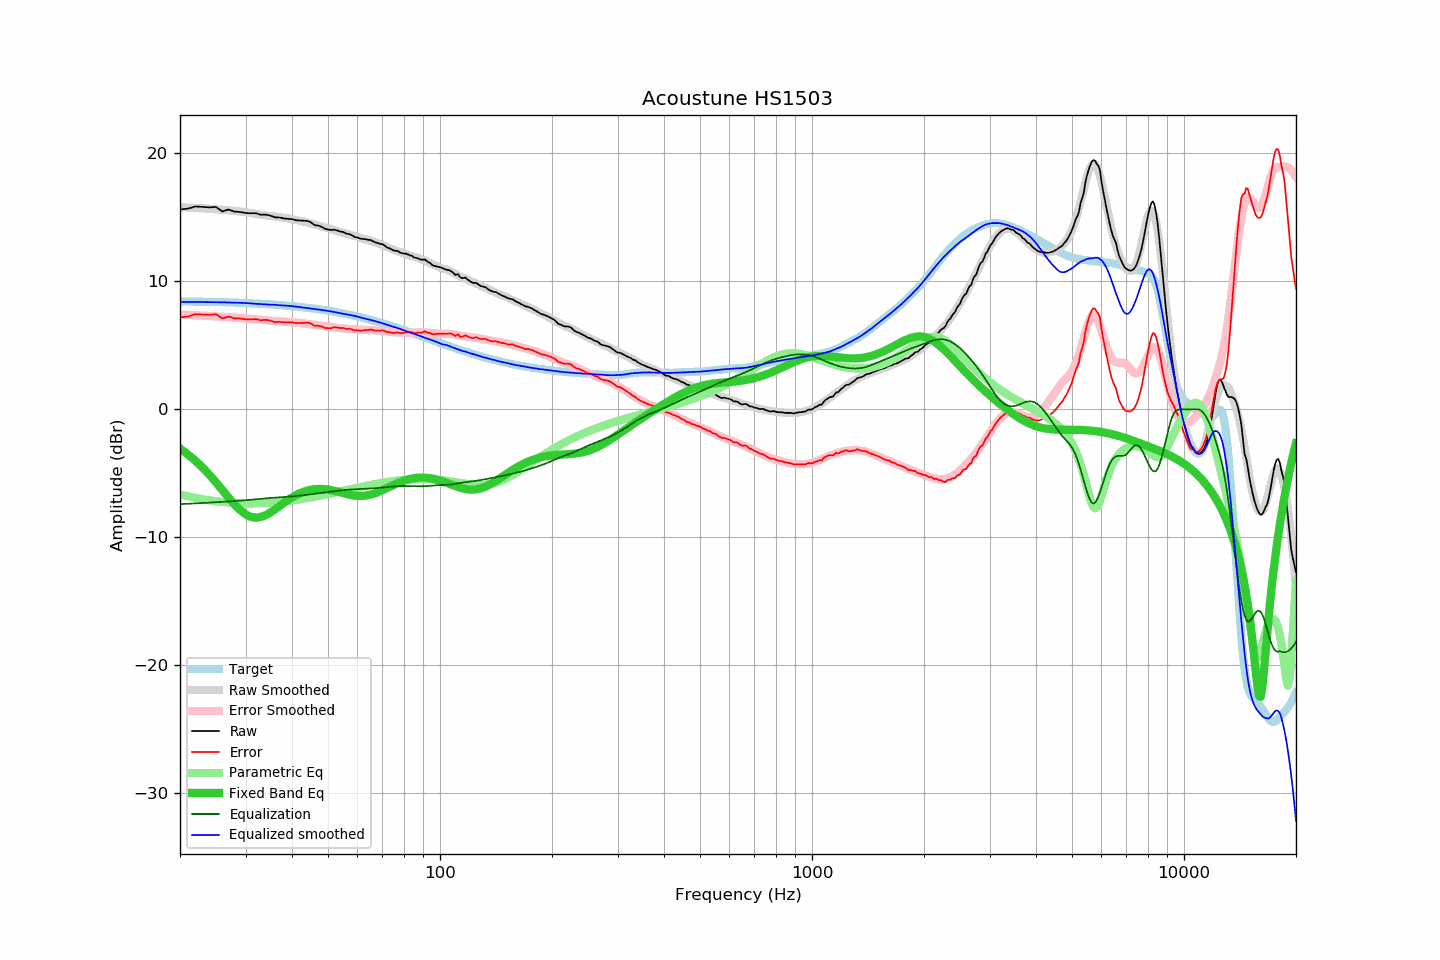 Acoustune HS1503
Amplitude (dBr)
20
10
0
−10
−20
−30
Target
Raw Smoothed
Error Smoothed
Raw
Error
Parametric Eq
Fixed Band Eq
Equalization
Equalized smoothed
100
1000
10000
Frequency (Hz)